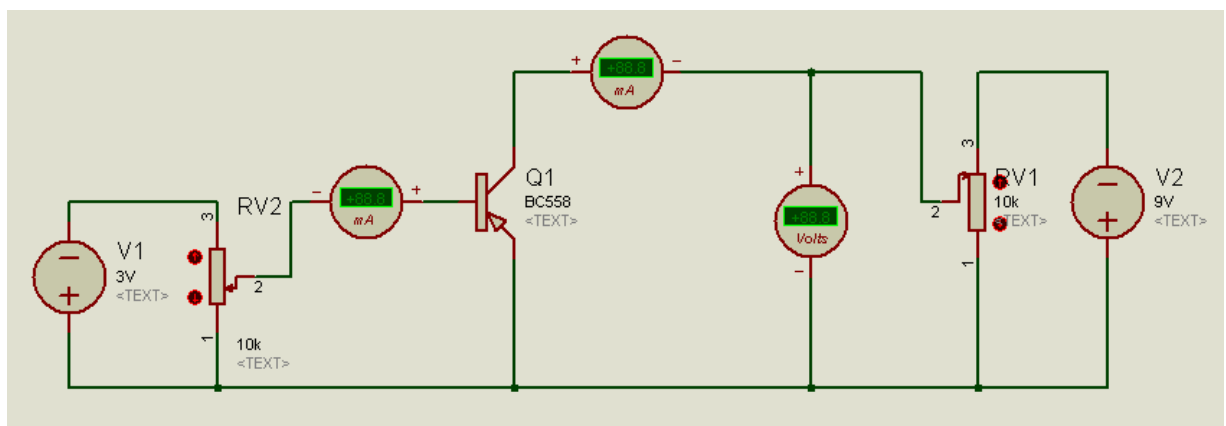 +88.8
mA
3
RV1
V2
Q1
+88.8
10k
9V
RV2
mA
BC558
2
<TEXT>
<TEXT>
<TEXT>
3
+88.8
Volts
V1
3V
2
<TEXT>
1
1
10k
<TEXT>